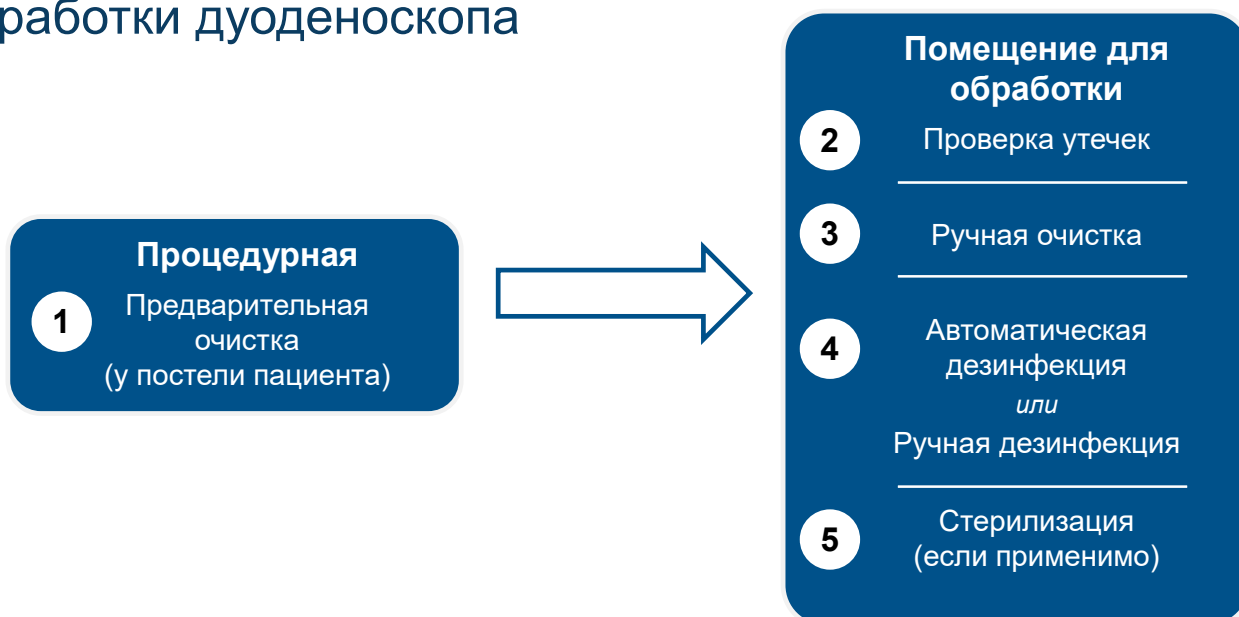 работки дуоденоскопа
Процедурная
1
Предварительная
очистка
(у постели пациента)
Помещение для
обработки
2
Проверка утечек
3
Ручная очистка
4
Автоматическая
дезинфекция
или
Ручная дезинфекция
5
Стерилизация
(если применимо)